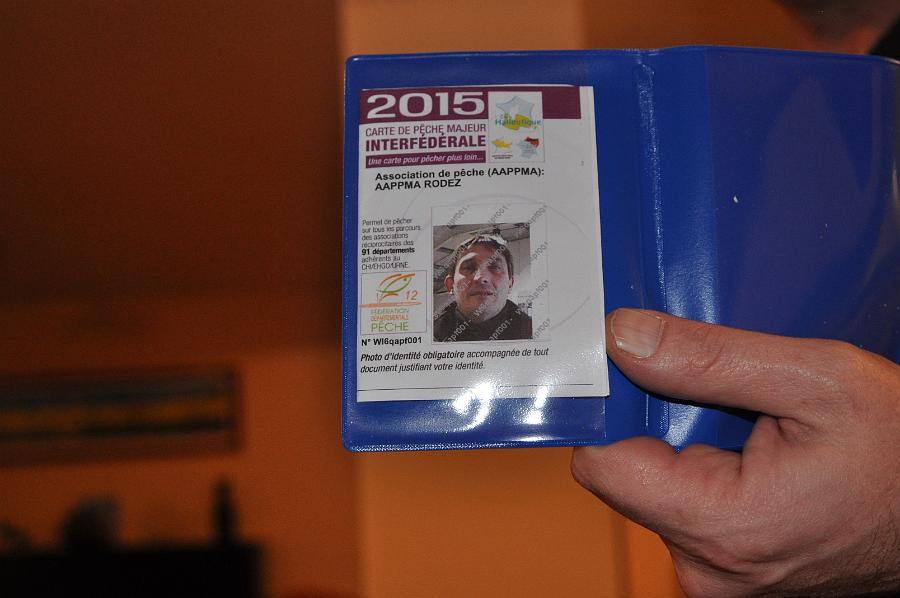 2015
CARTE DE PÊCHE MAJEUR
INTERFÉDÉRALE
Une carte pour pêcher plus loin...
Halieutique
Association de pêche (AAPPMA):
AAPPMA RODEZ
Permet de pêcher
sur tous les parcours
des associations
réciprocitaires des
91 départements
adhérents au
CHI/EHGO/URNE.
12
FÉDÉRATION
DÉPARTEMENTALE
PÊCHE
N° WI6qapf001
Photo d'identité obligatoire accompagnée de tout
document justifiant votre identité.